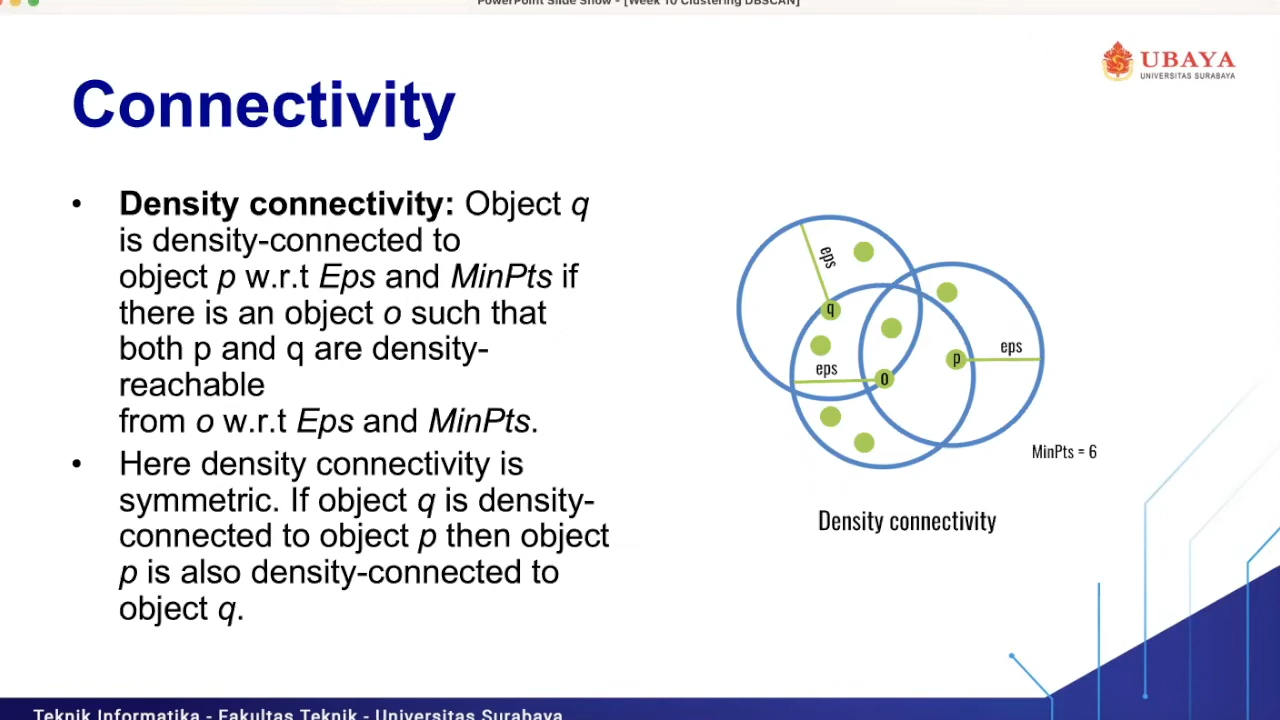 PowerPoint Slide Show - [Week 10 Clustering DBSCAN]
UBAYA
UNIVERSITAS SURABAYA
Connectivity
• Density connectivity: Object q
is density-connected to
object p w.r.t Eps and MinPts if
there is an object o such that
both p and q are density-
reachable
from o w.r.t Eps and MinPts.
• Here density connectivity is
symmetric. If object q is density-
connected to object p then object
p is also density-connected to
object q.
eps
q
eps
p
eps
O
MinPts = 6
Density connectivity
Teknik Informatika - Fakultas Teknik - Universitas Surabaya